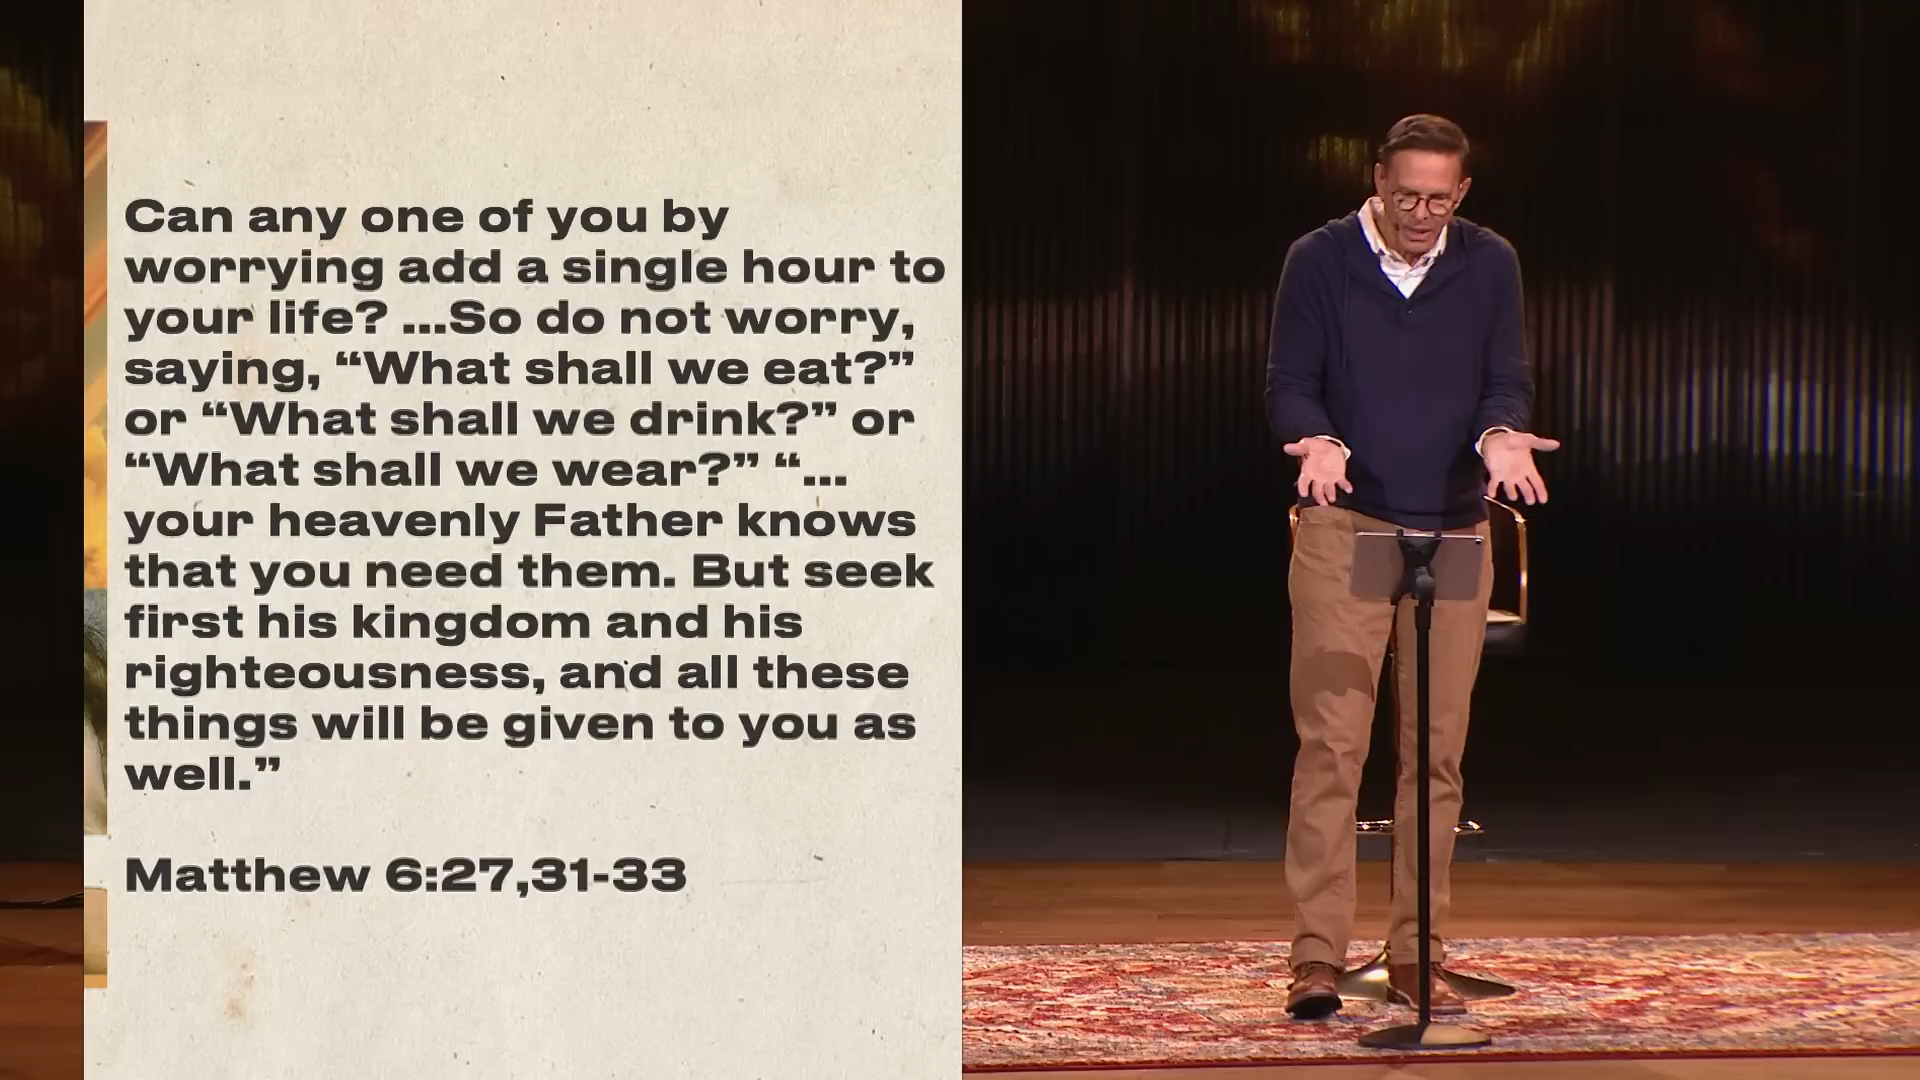 Can any one of you by
worrying add a single hour to
your life? ...So do not worry,
saying, “What shall we eat?”
or “What shall we drink?” or
“What shall we wear?” “...
your heavenly Father knows
that you need them. But seek
first his kingdom and his
righteousness, and all these
things will be given to you as
well.”
Matthew 6:27,31-33